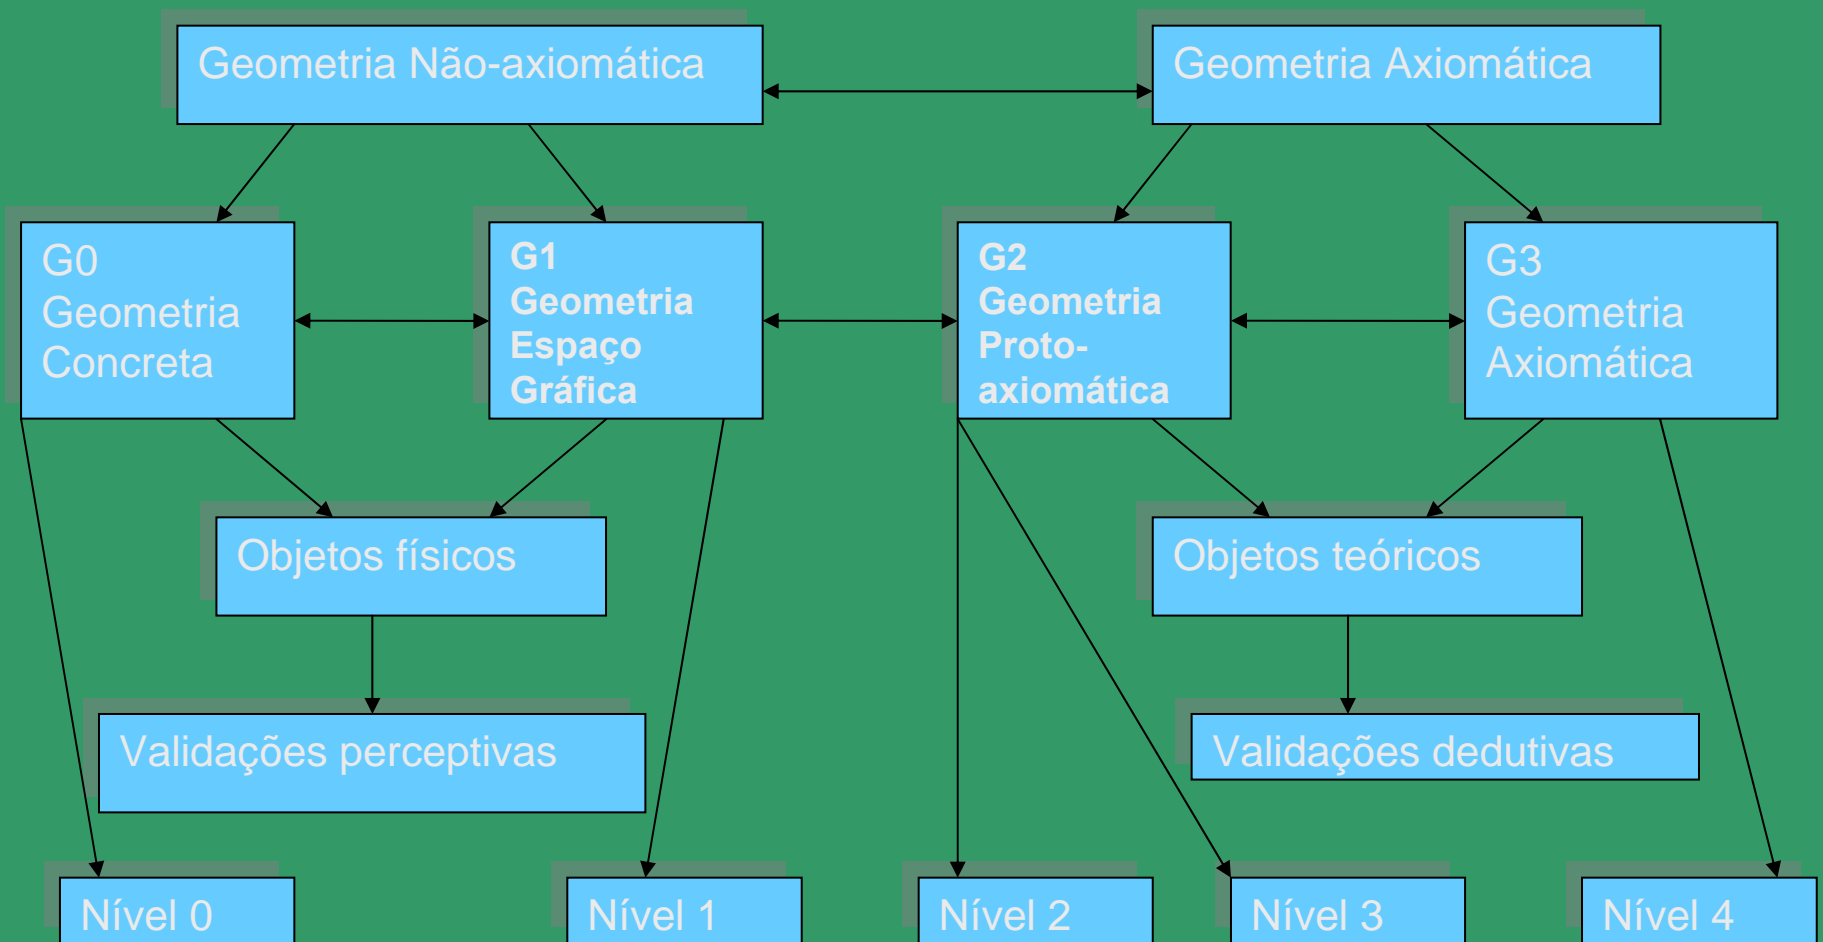 Geometria Não-axiomática
Geometria Axiomática
G0
Geometria
Concreta
G1
Geometria
Espaço
Gráfica
G2
Geometria
Proto-
axiomática
G3
Geometria
Axiomática
Objetos físicos
Objetos teóricos
Validações perceptivas
Validações dedutivas
Nível 0
Nível 1
Nível 2
Nível 3
Nível 4